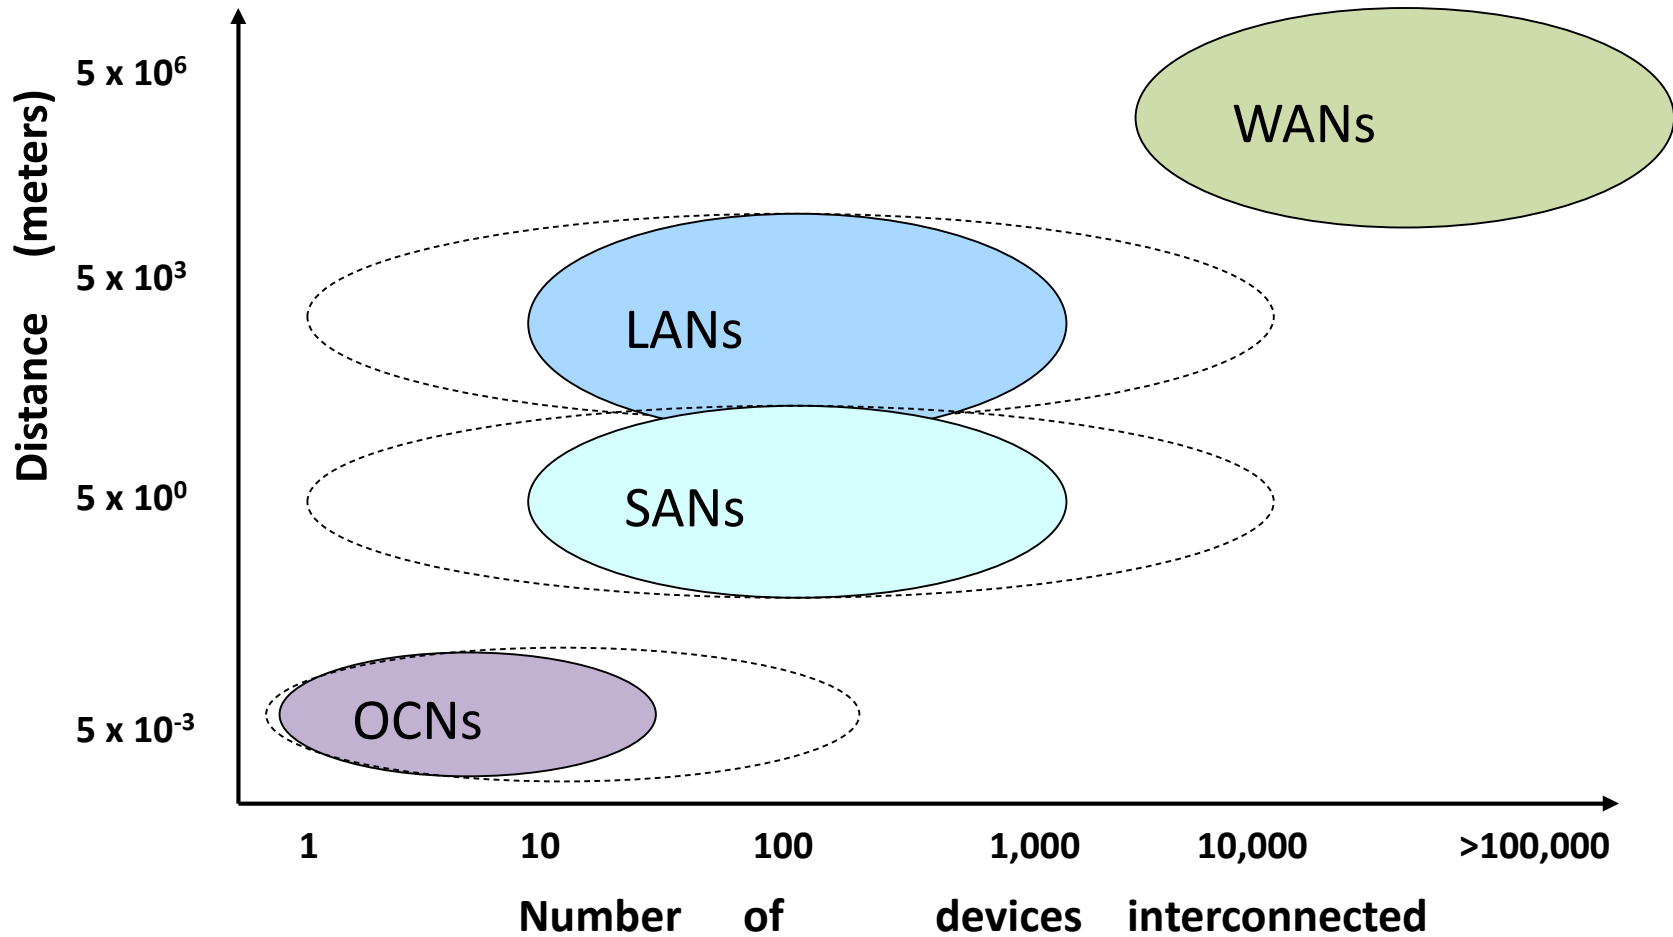 5 x 10⁶
WANs
Distance (meters)
5 x 10³
LANs
5 x 10⁰
SANs
5 x 10⁻³
OCNs
1 10 100 1,000 10,000 >100,000
Number of devices interconnected